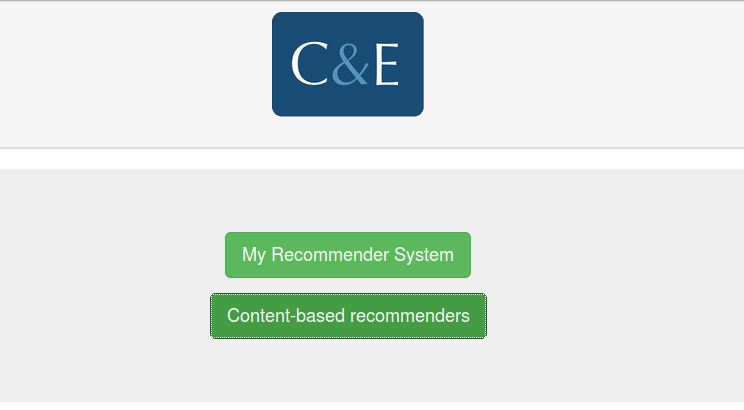 C&E
My Recommender System
Content-based recommenders